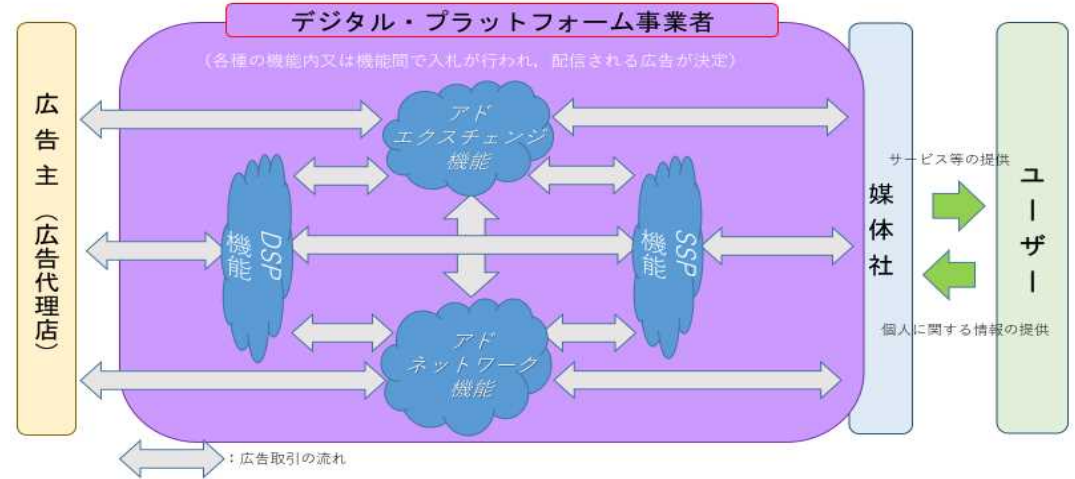 デジタル・プラットフォーム事業者
（各種の機能内又は機能間で入札が行われ，配信される広告が決定）
広告主（広告代理店）
アド
エクスチェンジ
機能
DSP
機能
SSP
機能
アド
ネットワーク
機能
媒体社
サービス等の提供
個人に関する情報の提供
ユーザー
：広告取引の流れ